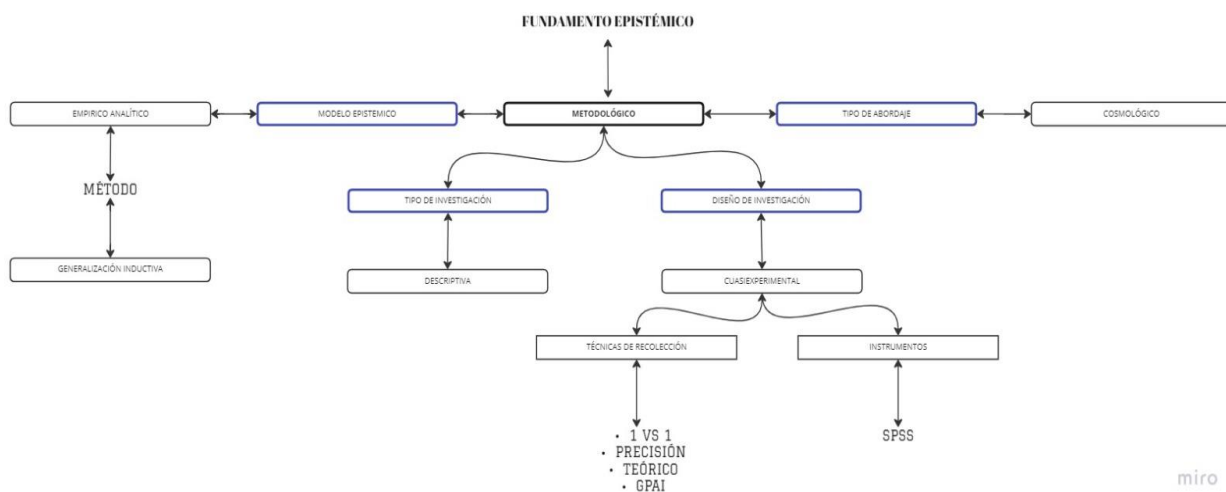 FUNDAMENTO EPISTÉMICO
EMPIRICO ANALÍTICO
MODELO EPISTEMICO
METODOLÓGICO
TIPO DE ABORDAJE
COSMOLÓGICO
MÉTODO
TIPO DE INVESTIGACIÓN
DISEÑO DE INVESTIGACIÓN
GENERALIZACIÓN INDUCTIVA
DESCRIPTIVA
CUASIEXPERIMENTAL
TÉCNICAS DE RECOLECCIÓN
INSTRUMENTOS
• 1 VS 1
• PRECISIÓN
• TEÓRICO
• GPAI
SPSS
miro